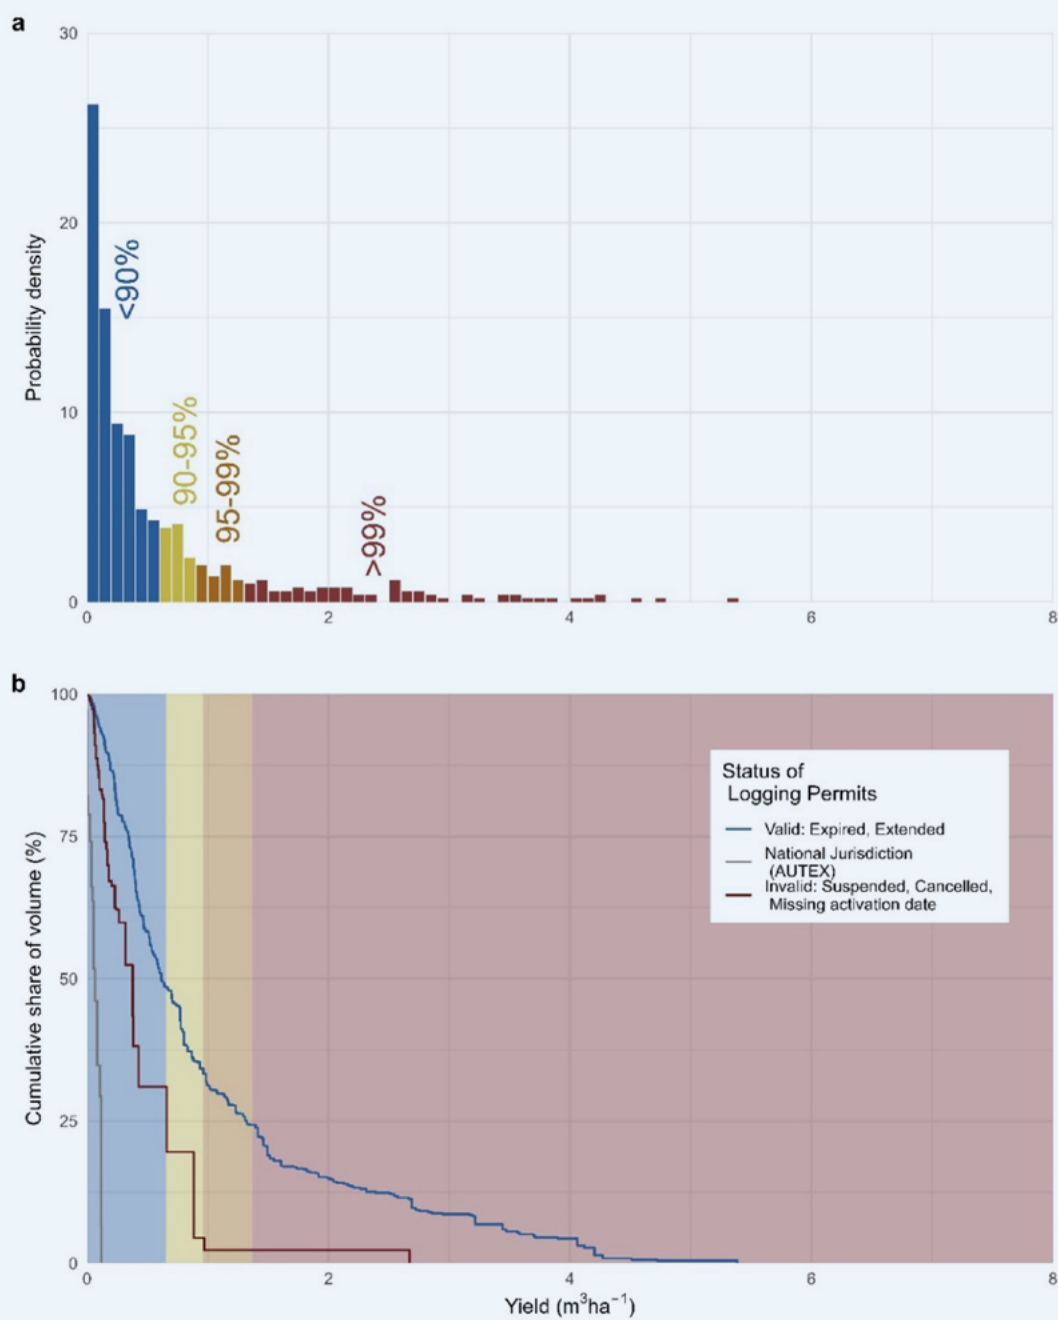 a
30
20
10
0
Probability density
<90%
90-95%
95-99%
>99%
0 2 4 6 8
b
100
75
50
25
0
Cumulative share of volume (%)
Status of
Logging Permits
Valid: Expired, Extended
National Jurisdiction
(AUTEX)
Invalid: Suspended, Cancelled,
Missing activation date
0 2 4 6 8
Yield (m³ha⁻¹)